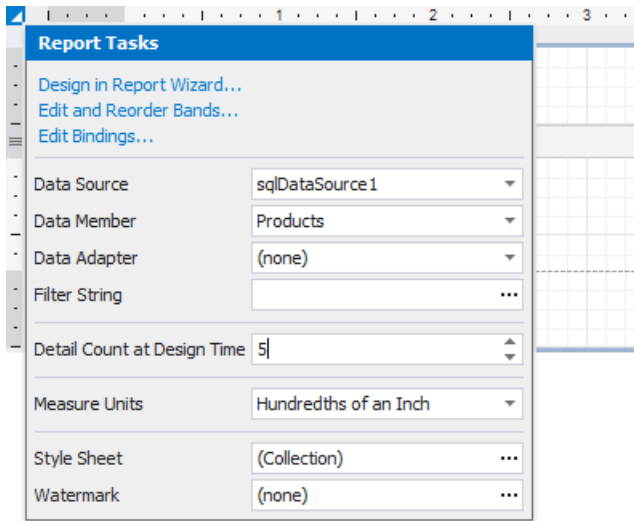 1 2 3
Report Tasks
Design in Report Wizard...
Edit and Reorder Bands...
Edit Bindings...
Data Source sqlDataSource1
Data Member Products
Data Adapter (none)
Filter String ...
Detail Count at Design Time 5
Measure Units Hundredths of an Inch
Style Sheet (Collection) ...
Watermark (none) ...